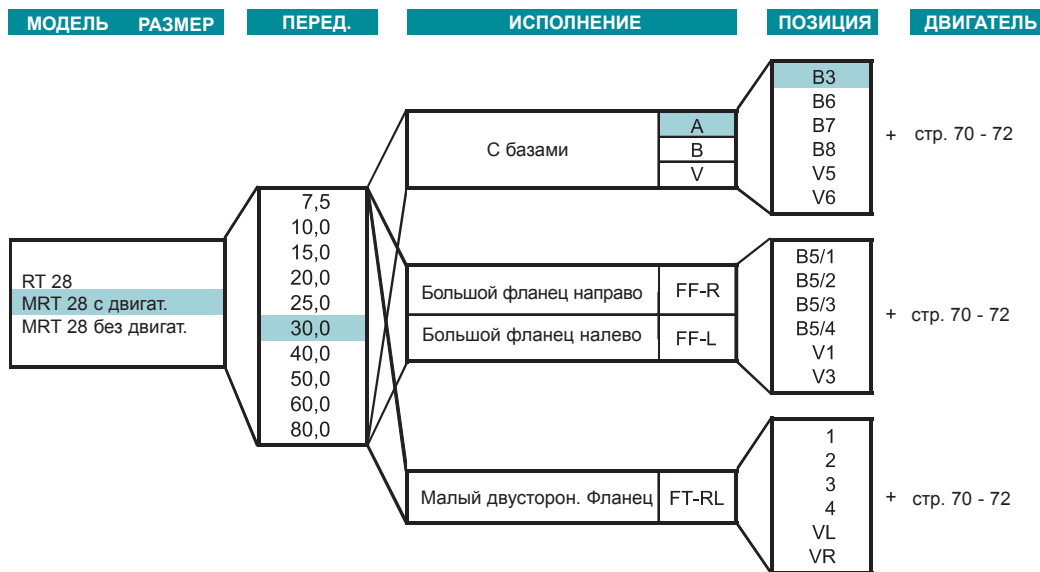 МОДЕЛЬ РАЗМЕР
ПЕРЕД.
ИСПОЛНЕНИЕ
ПОЗИЦИЯ
ДВИГАТЕЛЬ
RT 28
MRT 28 с двигат.
MRT 28 без двигат.
7,5
10,0
15,0
20,0
25,0
30,0
40,0
50,0
60,0
80,0
С базами
A
B
V
B3
B6
B7
B8
V5
V6
+ стр. 70 - 72
Большой фланец направо FF-R
Большой фланец налево FF-L
B5/1
B5/2
B5/3
B5/4
V1
V3
+ стр. 70 - 72
Малый двусторон. Фланец FT-RL
1
2
3
4
VL
VR
+ стр. 70 - 72